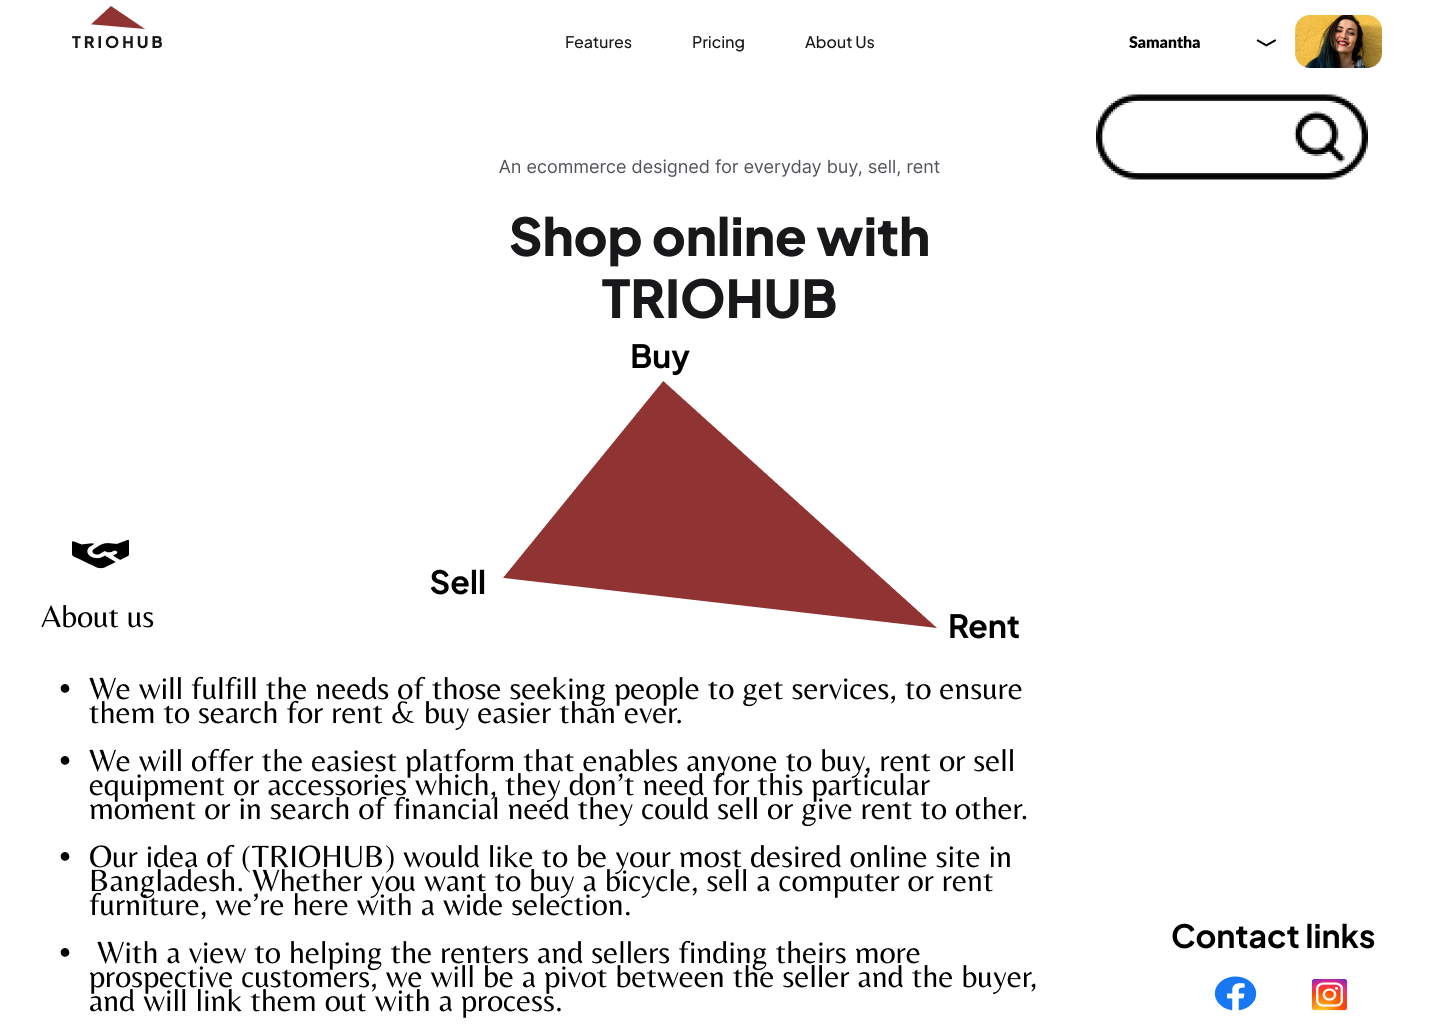 TRIOHUB
Features
Pricing
About Us
Samantha
An ecommerce designed for everyday buy, sell, rent
Shop online with
TRIOHUB
Buy
Sell
Rent
About us
• We will fulfill the needs of those seeking people to get services, to ensure
them to search for rent & buy easier than ever.
• We will offer the easiest platform that enables anyone to buy, rent or sell
equipment or accessories which, they don’t need for this particular
moment or in search of financial need they could sell or give rent to other.
• Our idea of (TRIOHUB) would like to be your most desired online site in
Bangladesh. Whether you want to buy a bicycle, sell a computer or rent
furniture, we’re here with a wide selection.
• With a view to helping the renters and sellers finding theirs more
prospective customers, we will be a pivot between the seller and the buyer,
and will link them out with a process.
Contact links